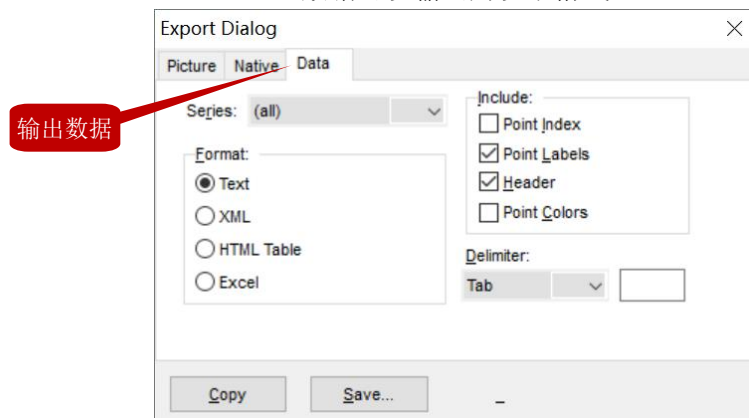 Export Dialog
Picture Native Data
输出数据
Series: (all)
Format:
Text
XML
HTML Table
Excel
Include:
Point Index
Point Labels
Header
Point Colors
Delimiter:
Tab
Copy Save...